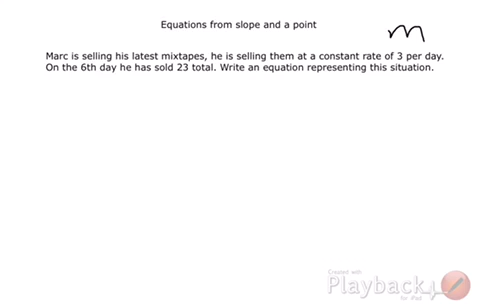 Equations from slope and a point
m
Marc is selling his latest mixtapes, he is selling them at a constant rate of 3 per day.
On the 6th day he has sold 23 total. Write an equation representing this situation.
Created with
Playback
for iPad